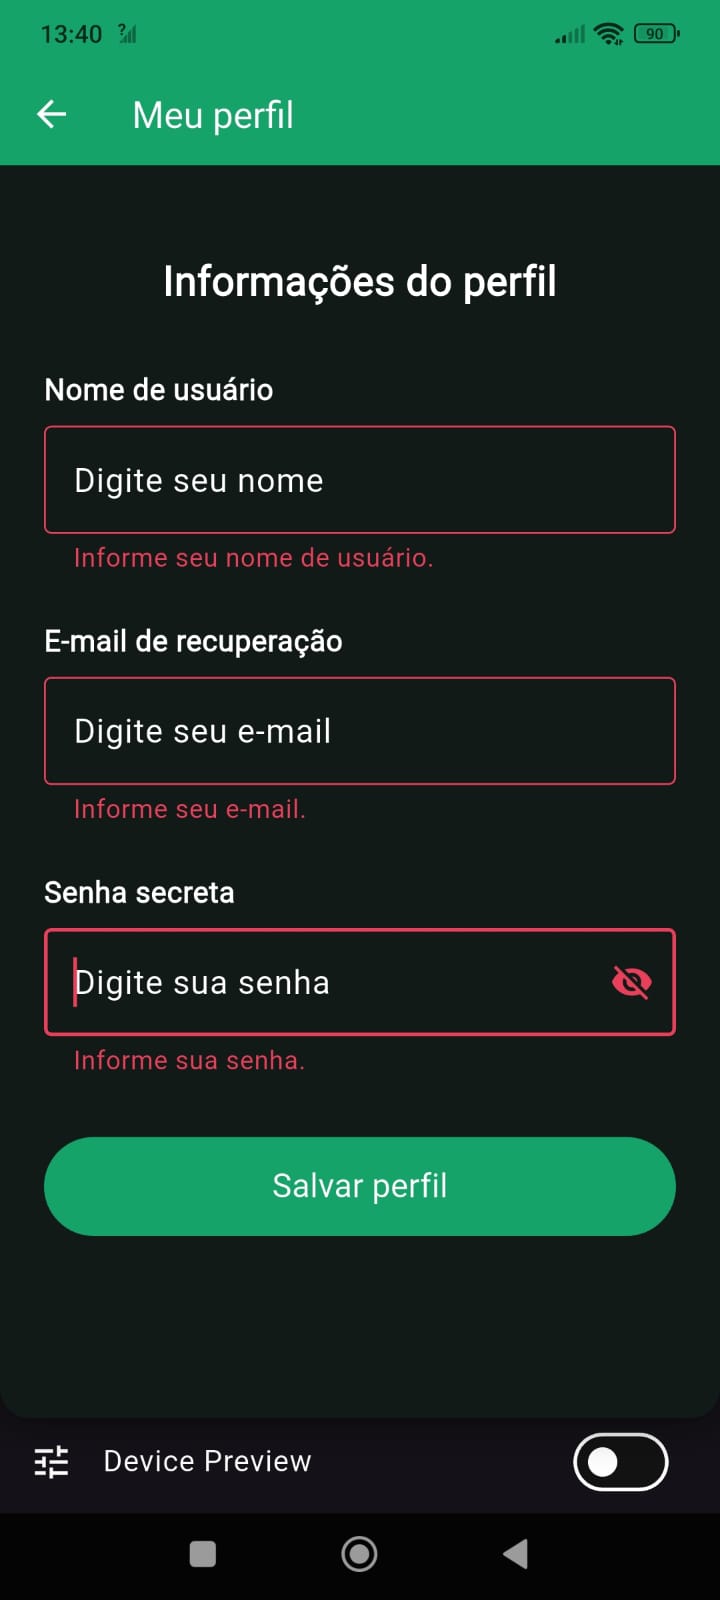 13:40
90
Meu perfil
Informações do perfil
Nome de usuário
Digite seu nome
Informe seu nome de usuário.
E-mail de recuperação
Digite seu e-mail
Informe seu e-mail.
Senha secreta
Digite sua senha
Informe sua senha.
Salvar perfil
Device Preview